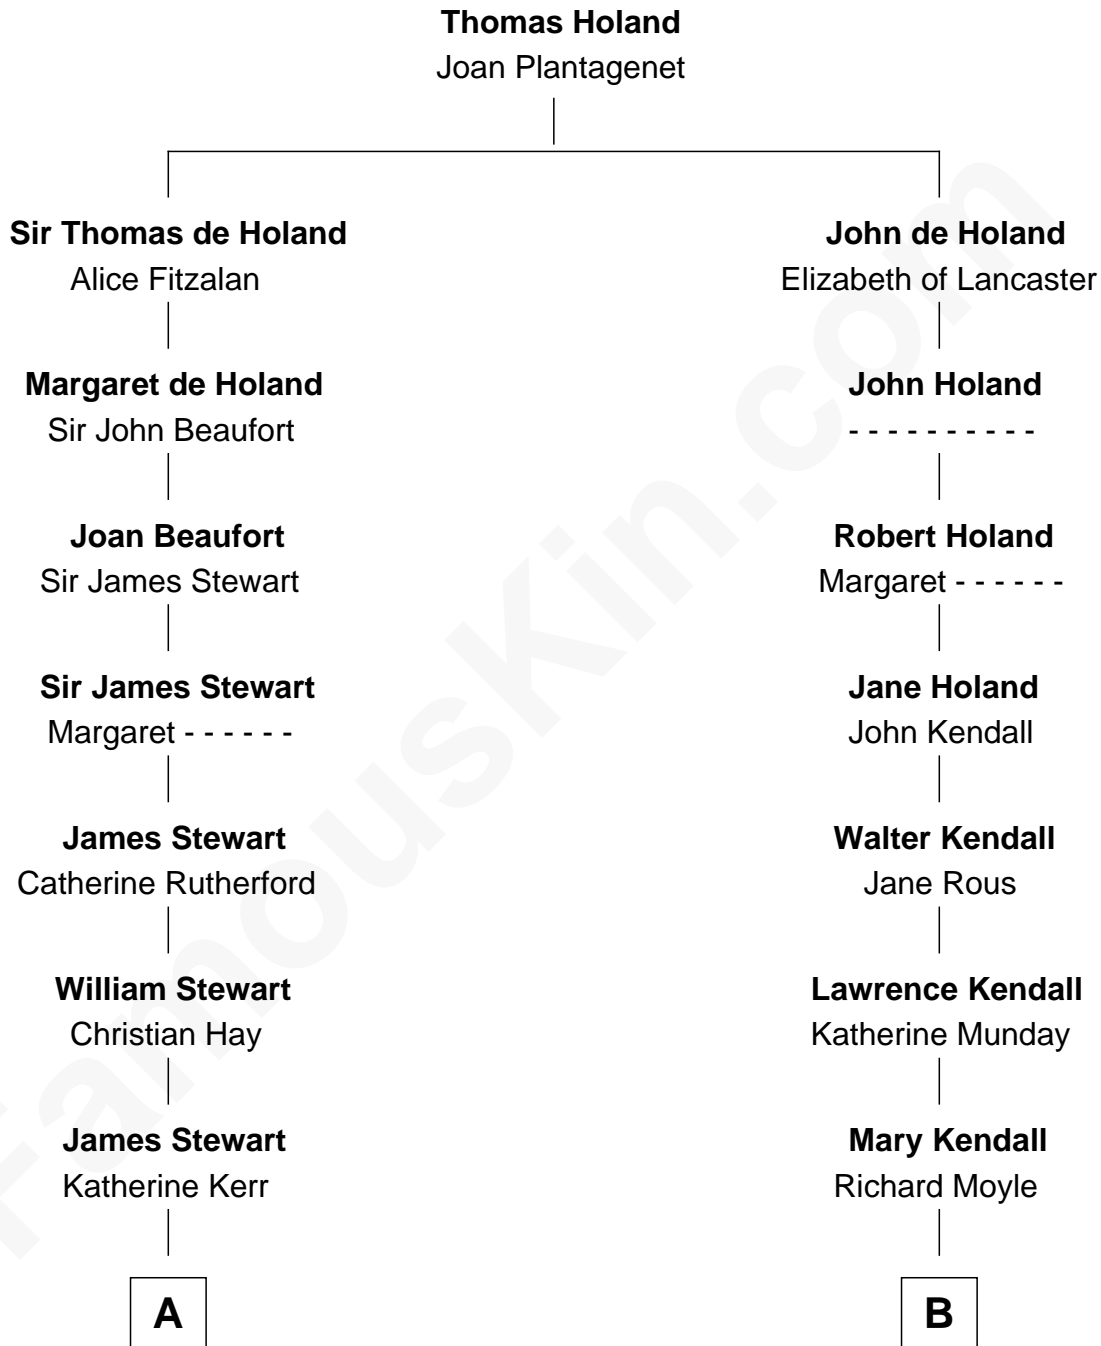 Thomas Holand
Joan Plantagenet
Sir Thomas de Holand
Alice Fitzalan
John de Holand
Elizabeth of Lancaster
Margaret de Holand
Sir John Beaufort
John Holand
- - - - - - - - - -
Joan Beaufort
Sir James Stewart
Robert Holand
Margaret - - - - - -
Sir James Stewart
Margaret - - - - - -
Jane Holand
John Kendall
James Stewart
Catherine Rutherford
Walter Kendall
Jane Rous
William Stewart
Christian Hay
Lawrence Kendall
Katherine Munday
James Stewart
Katherine Kerr
Mary Kendall
Richard Moyle
A
B
FamousKin.com